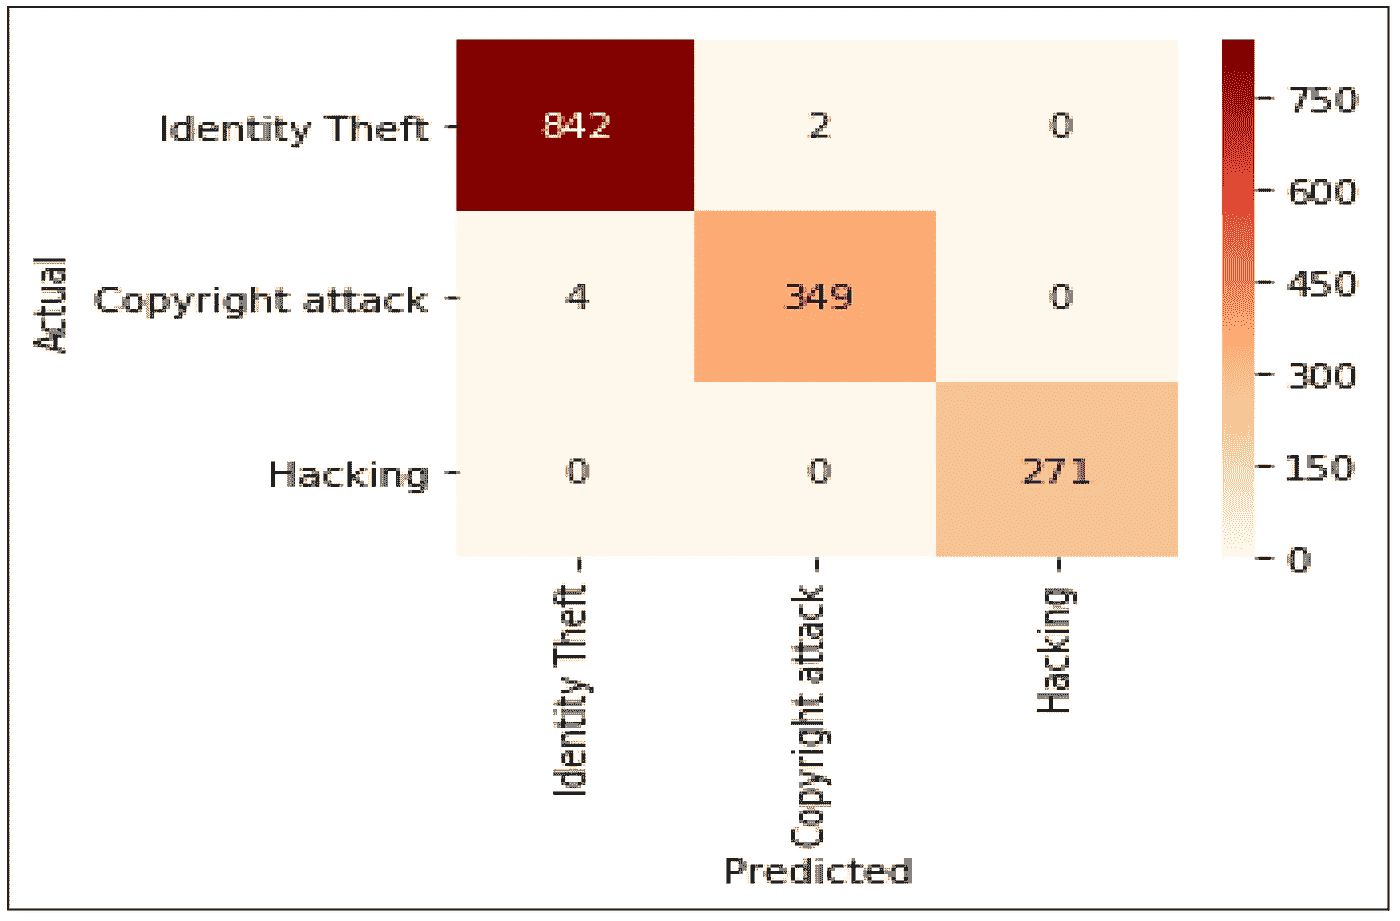 Identity Theft 842 2 0
Copyright attack 4 349 0
Hacking 0 0 271
Actual
Identity Theft
Copyright attack
Hacking
Predicted
750
600
450
300
150
0